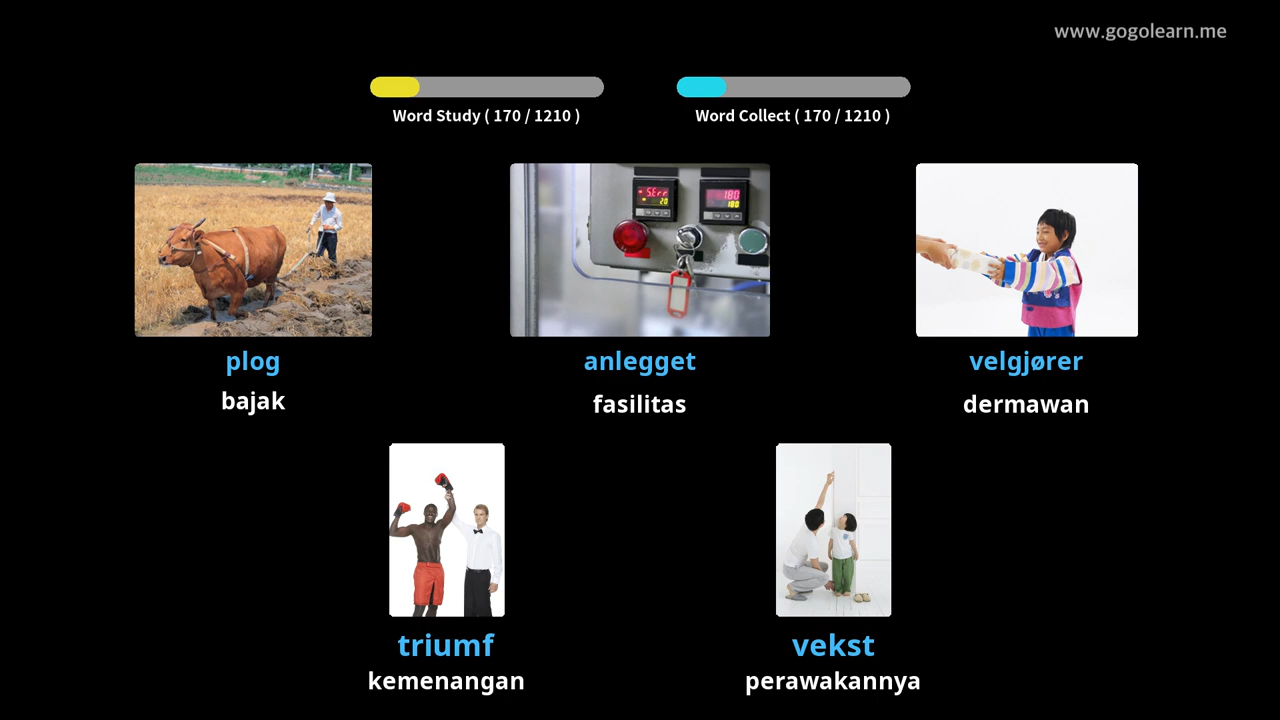 www.gogolearn.me
Word Study ( 170 / 1210 )
Word Collect ( 170 / 1210 )
plog
bajak
anlegget
fasilitas
velgjører
dermawan
triumf
kemenangan
vekst
perawakannya